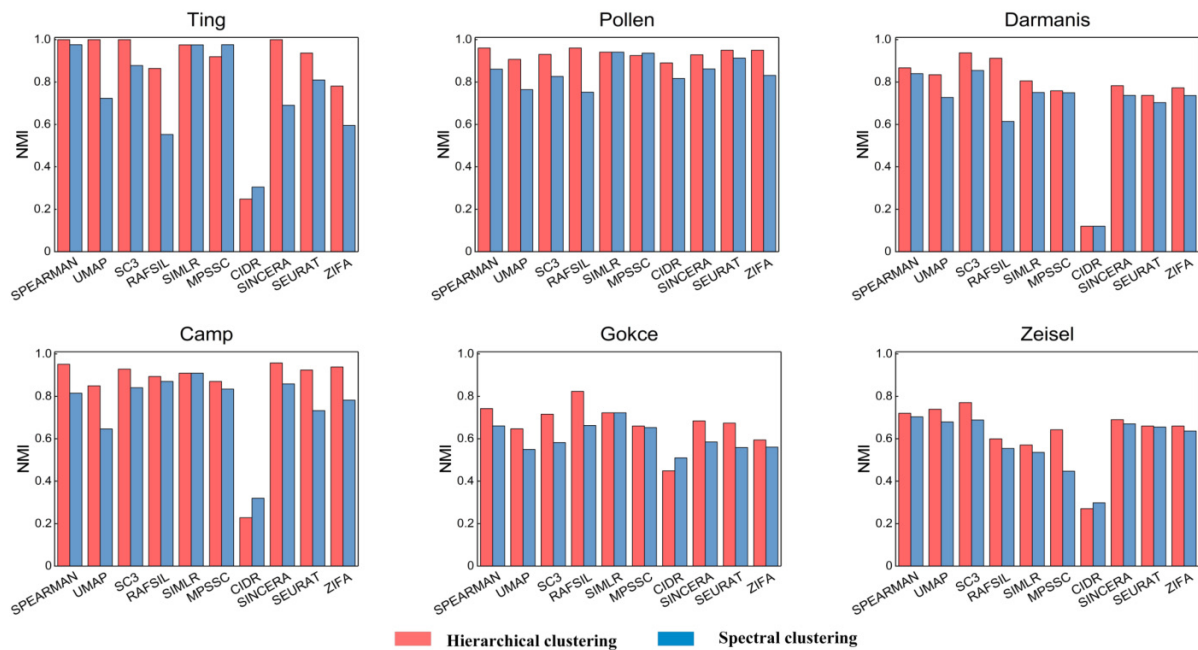 Ting
NMI
1.0
0.8
0.6
0.4
0.2
0
SPEARMAN
UMAP
SC3
RAFSIL
SIMLR
MPSSC
CIDR
SINCERA
SEURAT
ZIFA
Pollen
NMI
1.0
0.8
0.6
0.4
0.2
0
SPEARMAN
UMAP
SC3
RAFSIL
SIMLR
MPSSC
CIDR
SINCERA
SEURAT
ZIFA
Darmanis
NMI
1.0
0.8
0.6
0.4
0.2
0
SPEARMAN
UMAP
SC3
RAFSIL
SIMLR
MPSSC
CIDR
SINCERA
SEURAT
ZIFA
Camp
NMI
1.0
0.8
0.6
0.4
0.2
0
SPEARMAN
UMAP
SC3
RAFSIL
SIMLR
MPSSC
CIDR
SINCERA
SEURAT
ZIFA
Gokce
NMI
1.0
0.8
0.6
0.4
0.2
0
SPEARMAN
UMAP
SC3
RAFSIL
SIMLR
MPSSC
CIDR
SINCERA
SEURAT
ZIFA
Zeisel
NMI
1.0
0.8
0.6
0.4
0.2
0
SPEARMAN
UMAP
SC3
RAFSIL
SIMLR
MPSSC
CIDR
SINCERA
SEURAT
ZIFA
Hierarchical clustering
Spectral clustering